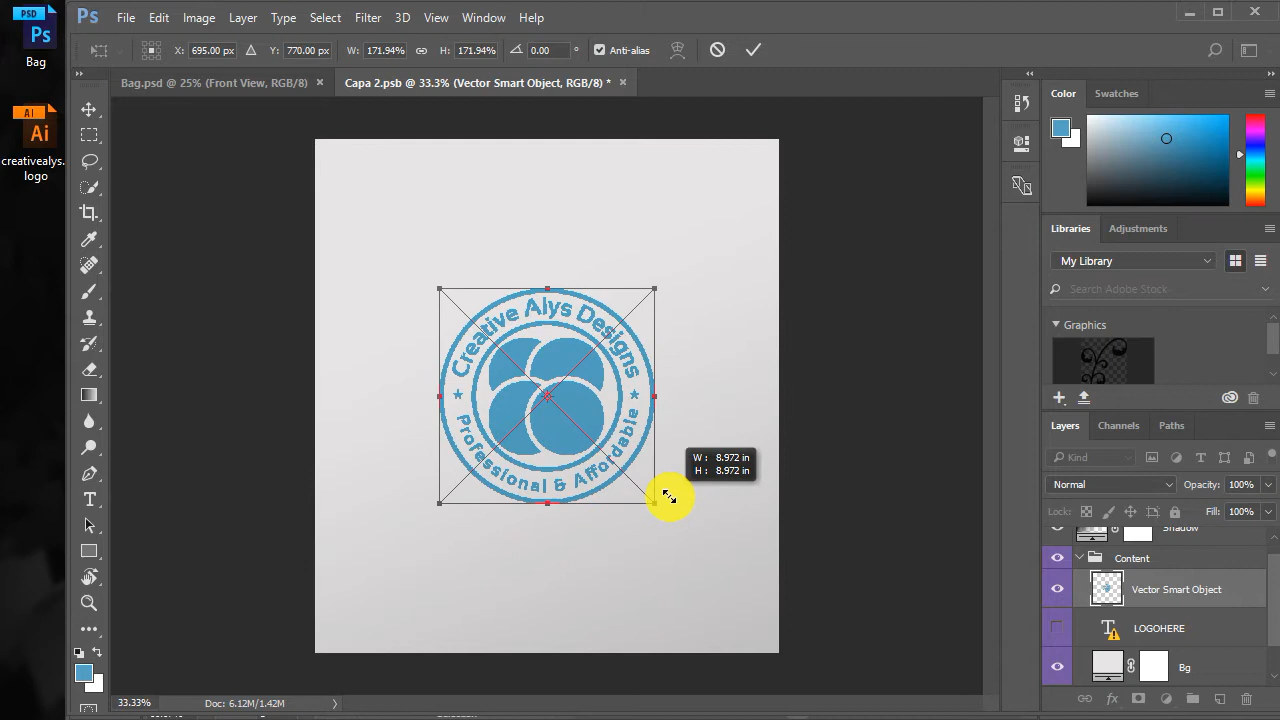 PSD
Ps
Bag
AI
Ai
creativealys.
logo
Ps File Edit Image Layer Type Select Filter 3D View Window Help
X: 695.00 px Y: 770.00 px W: 171.94% H: 171.94% 0.00 ° Anti-alias
Bag.psd @ 25% (Front View, RGB/8) × Capa 2.psb @ 33.3% (Vector Smart Object, RGB/8) * ×
Color Swatches
Libraries Adjustments
My Library
Search Adobe Stock
Graphics
Creative Alys Designs
Professional & Affordable
W: 8.972 in
H: 8.972 in
Layers Channels Paths
Kind
Normal Opacity: 100%
Lock: Fill: 100%
Shadow
Content
Vector Smart Object
T LOGOHERE
Bg
33.33% Doc: 6.12M/1.42M